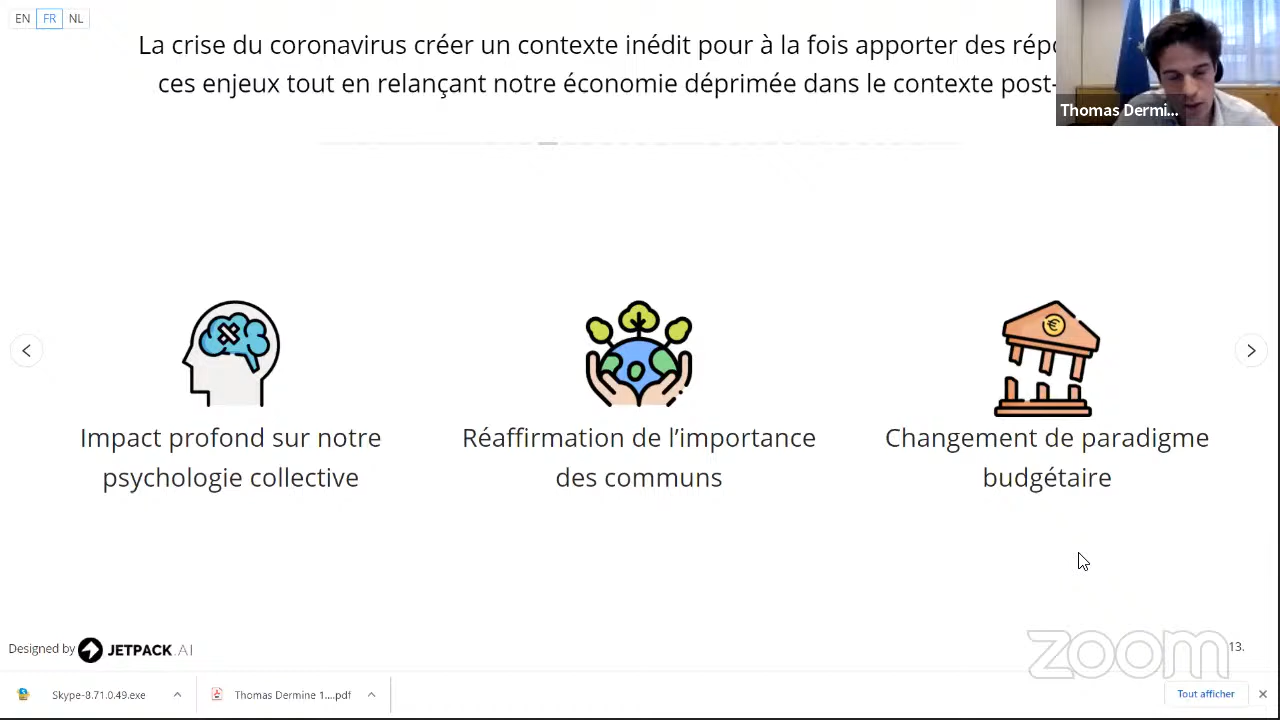 EN FR NL
La crise du coronavirus créer un contexte inédit pour à la fois apporter des
ces enjeux tout en relançant notre économie déprimée dans le contexte post-
Thomas Dermi...
Impact profond sur notre
psychologie collective
Réaffirmation de l'importance
des communs
Changement de paradigme
budgétaire
Designed by JETPACK.AI
zoom
13.
Skype-8.71.0.49.exe
Thomas Dermine 1....pdf
Tout afficher